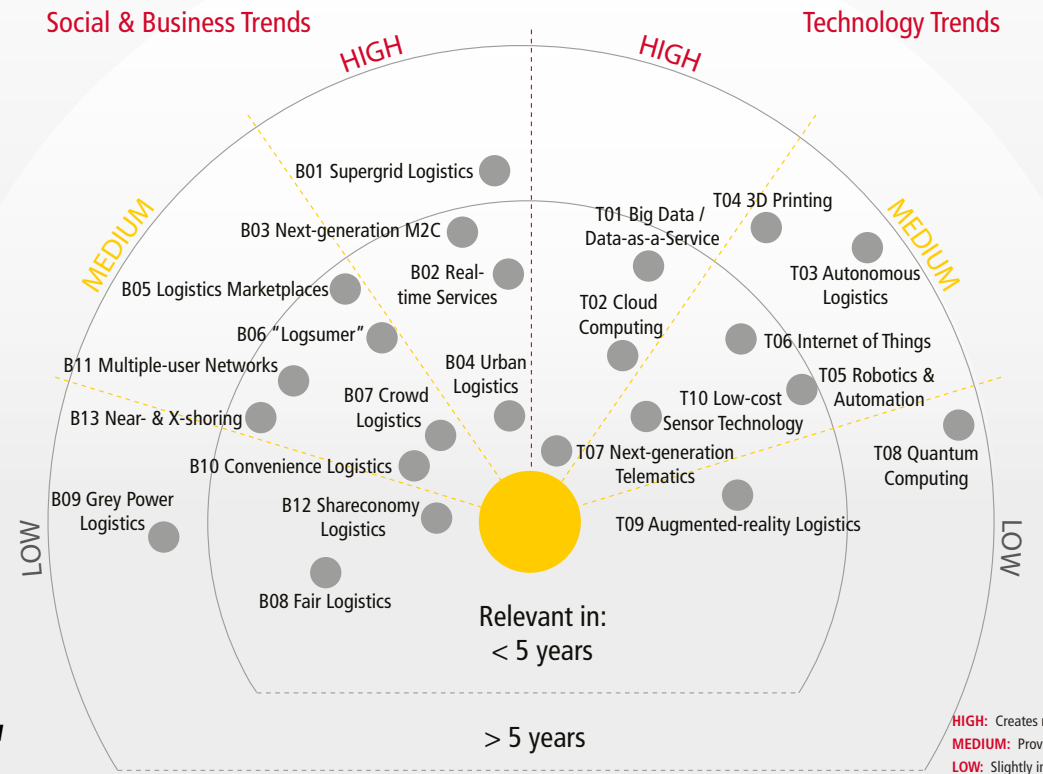 Social & Business Trends
Technology Trends
HIGH
HIGH
B01 Supergrid Logistics
T04 3D Printing
T01 Big Data /
Data-as-a-Service
B03 Next-generation M2C
MEDIUM
MEDIUM
B02 Real-
time Services
T03 Autonomous
Logistics
B05 Logistics Marketplaces
T02 Cloud
Computing
B06 “Logsumer”
T06 Internet of Things
B11 Multiple-user Networks
B04 Urban
Logistics
T05 Robotics &
Automation
B07 Crowd
Logistics
T10 Low-cost
Sensor Technology
B13 Near- & X-shoring
T07 Next-generation
Telematics
T08 Quantum
Computing
B10 Convenience Logistics
B09 Grey Power
Logistics
B12 Shareconomy
Logistics
T09 Augmented-reality Logistics
LOW
LOW
B08 Fair Logistics
Relevant in:
< 5 years
> 5 years
HIGH: Creates
MEDIUM:
LOW: Slightly